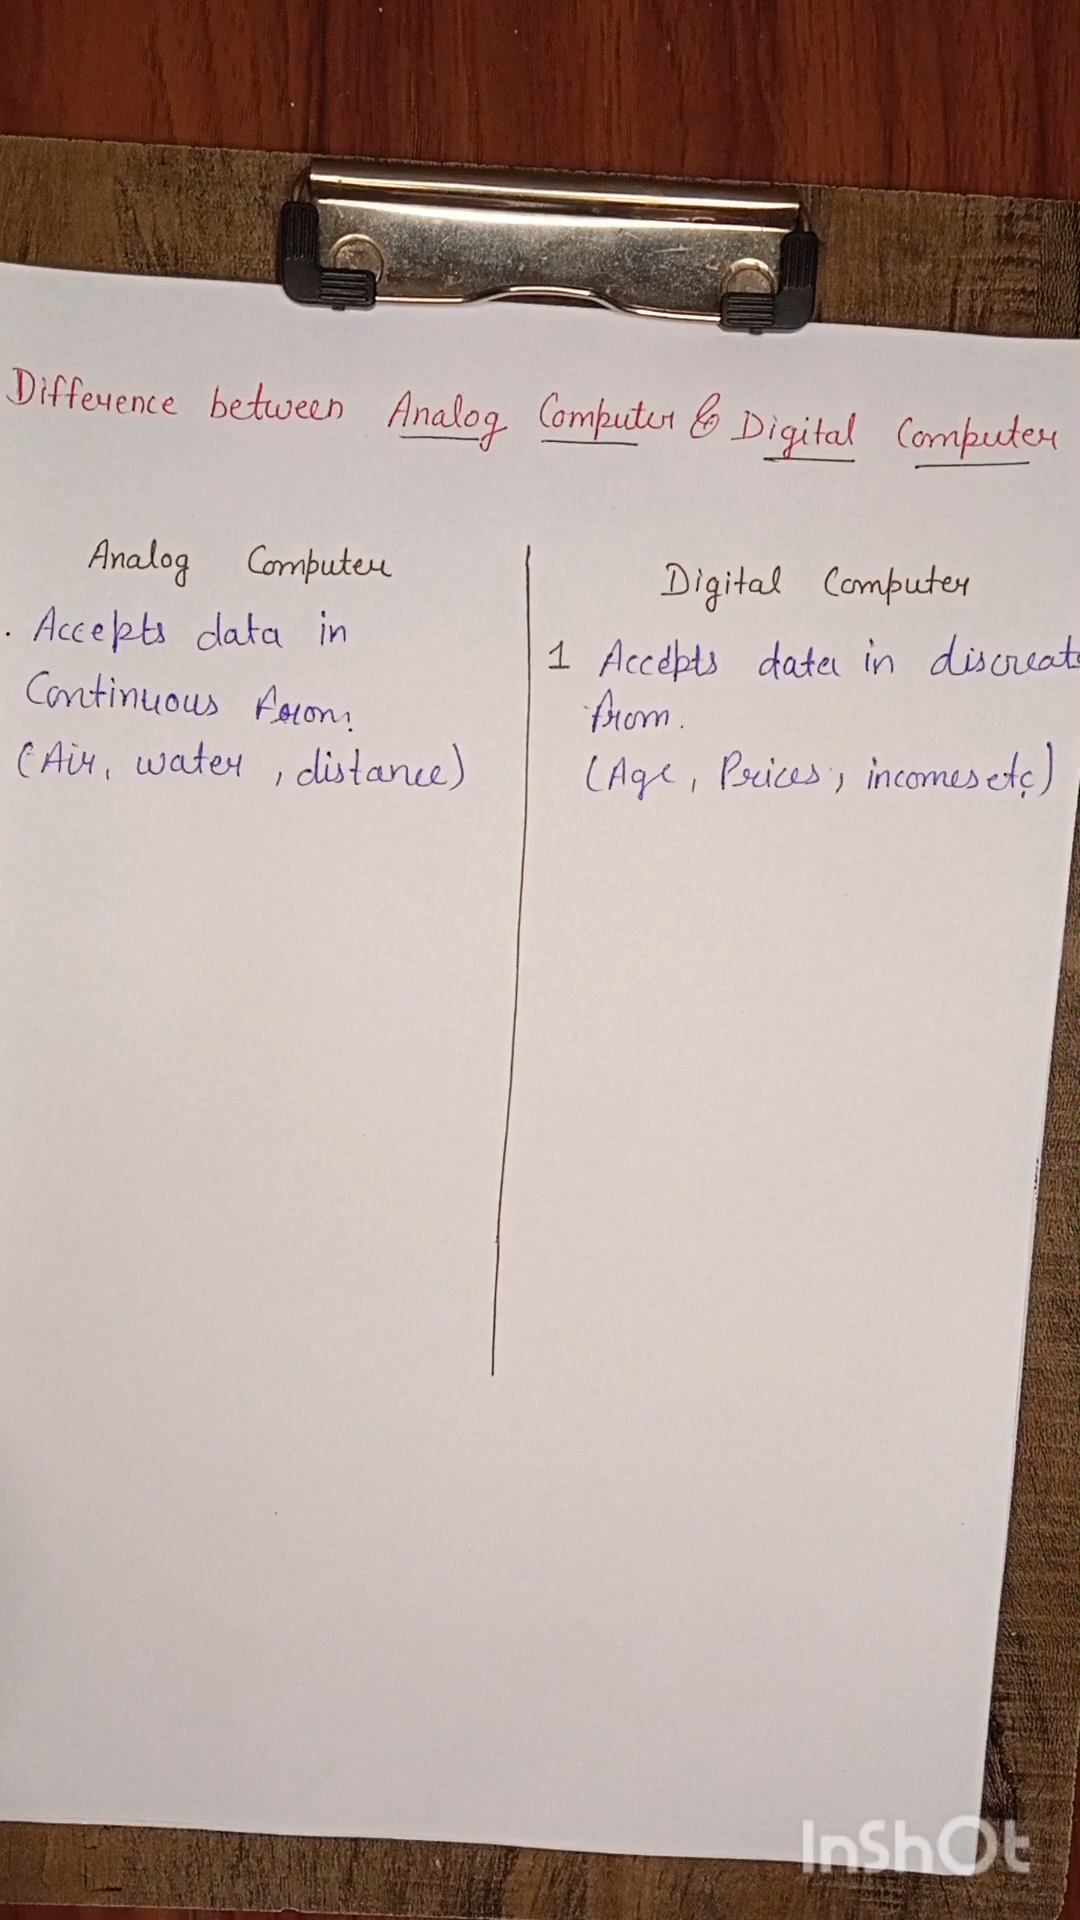 Difference between Analog Computer & Digital Computer
Analog Computer
. Accepts data in
Continuous form.
(Air, water, distance)
Digital Computer
1 Accepts data in discreate
from.
(Age, Prices, incomes etc)
InShOt